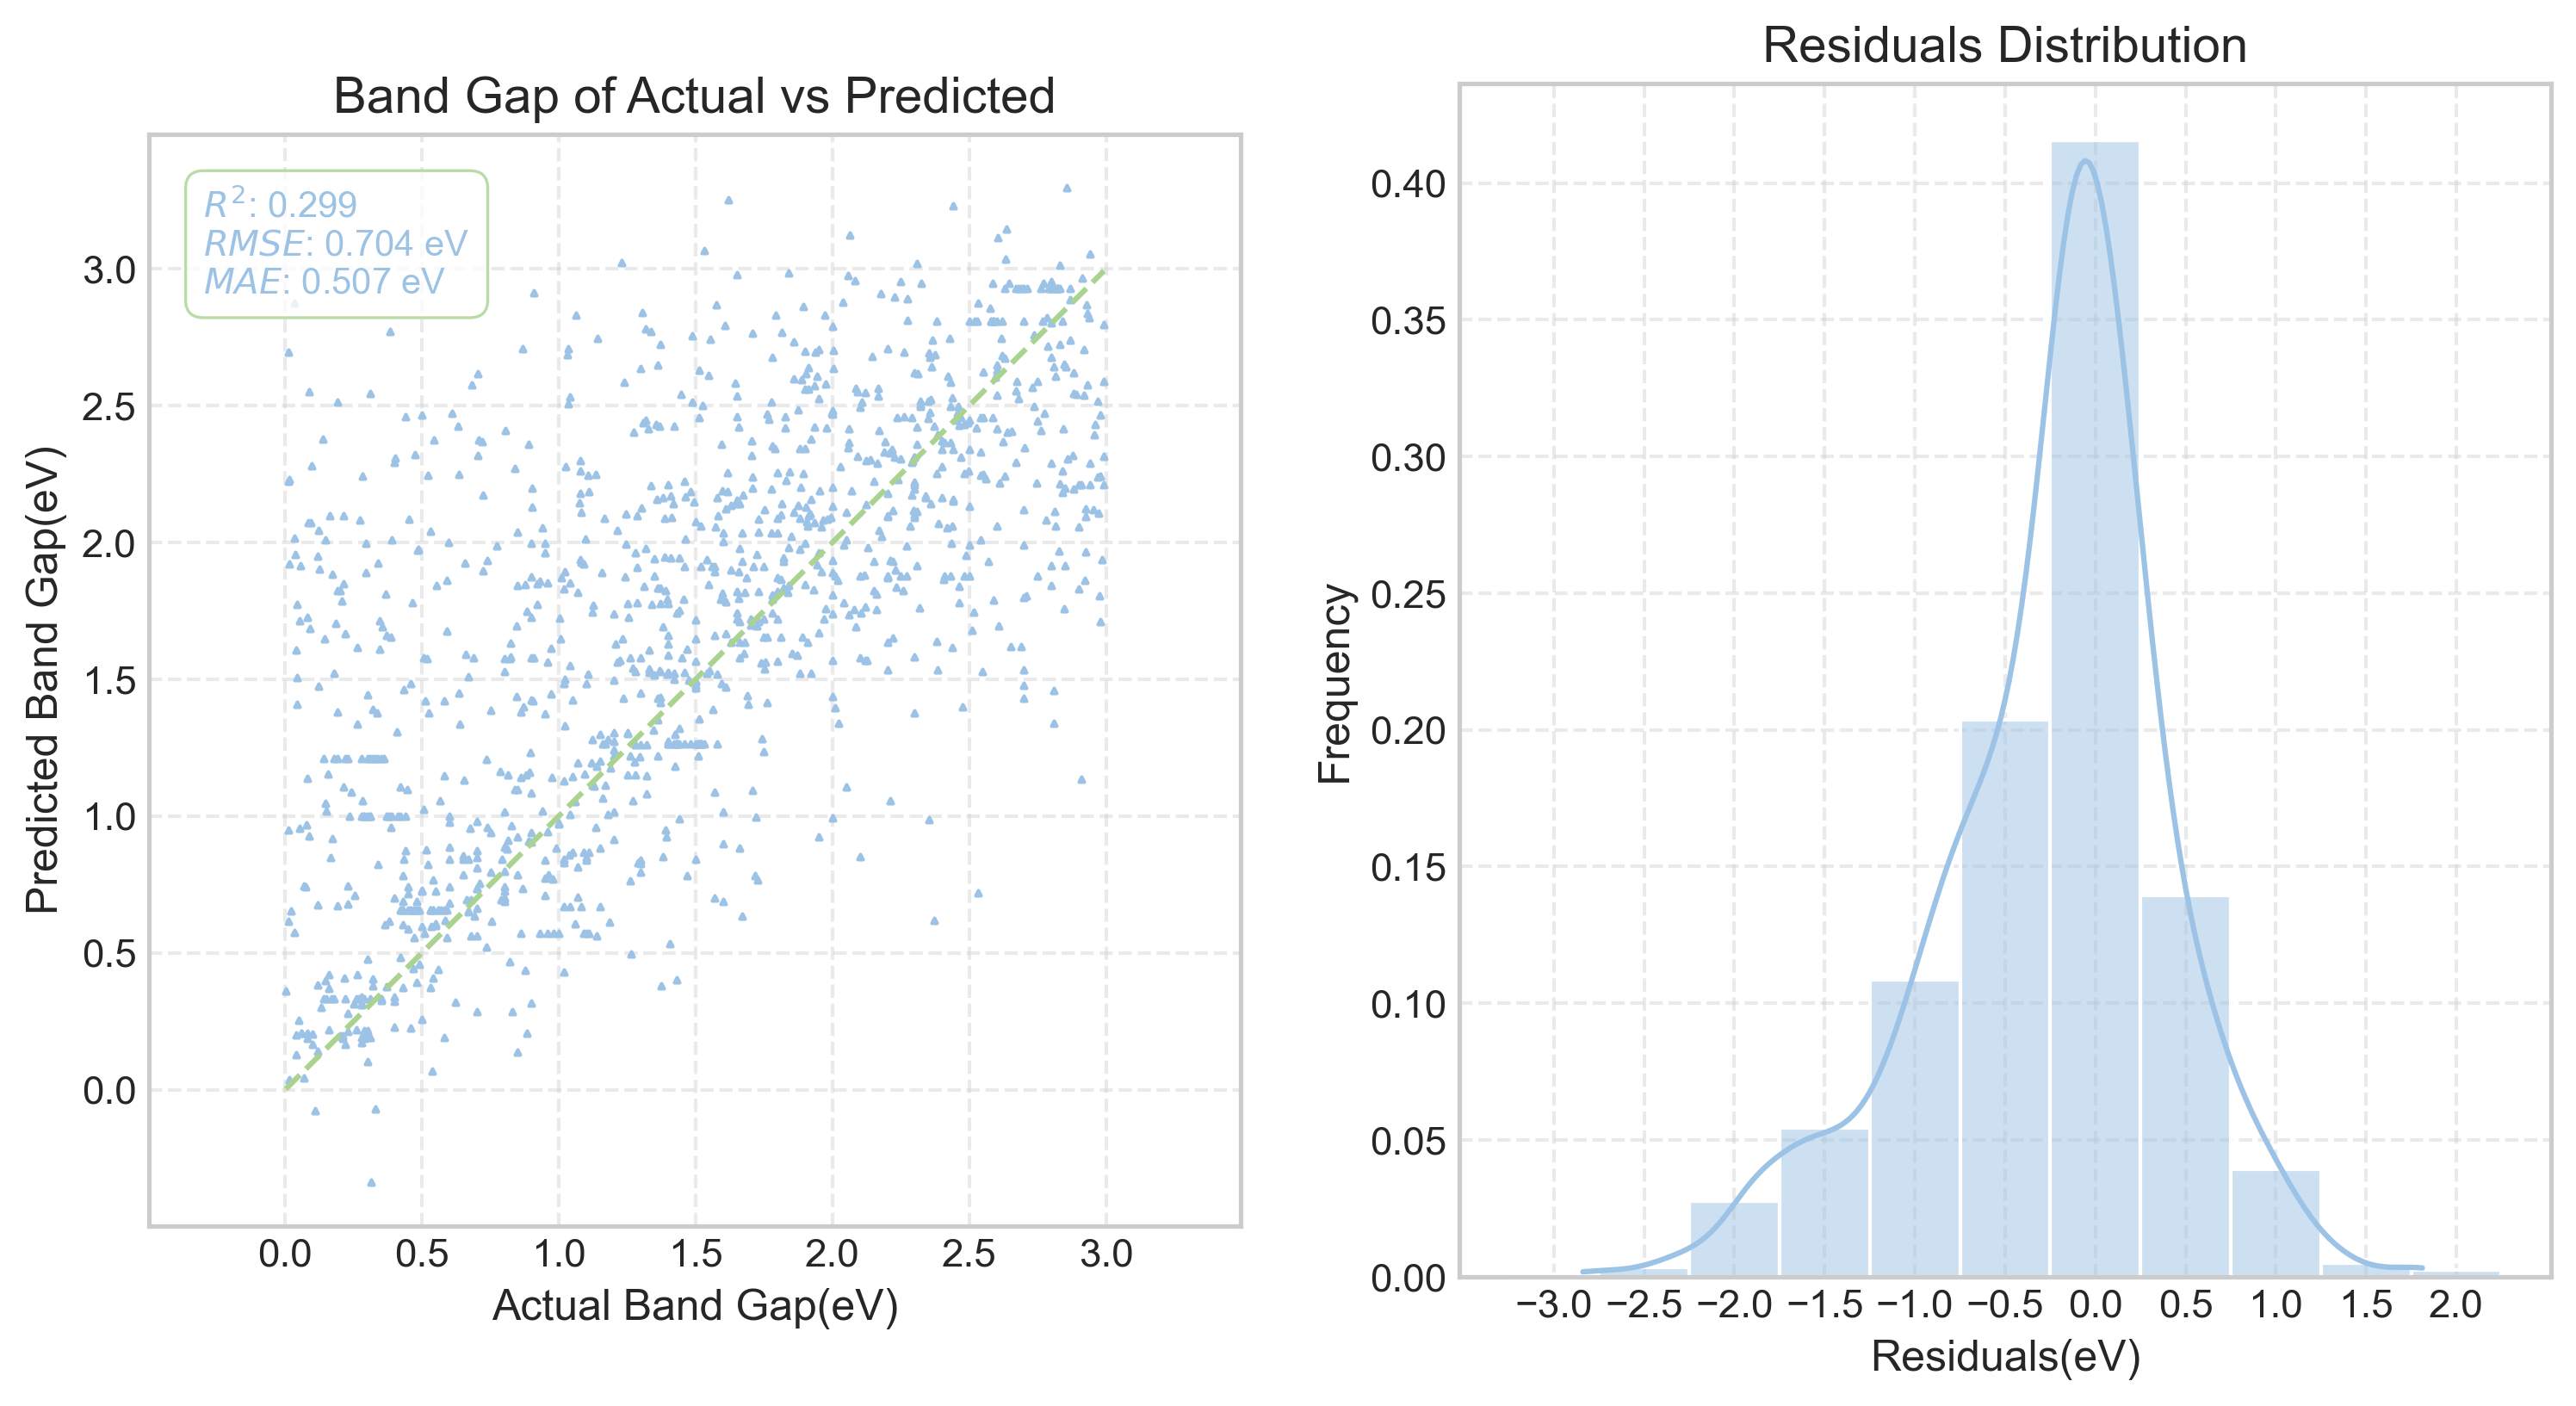 Band Gap of Actual vs Predicted
R²: 0.299
RMSE: 0.704 eV
MAE: 0.507 eV
3.0
2.5
2.0
1.5
1.0
0.5
0.0
Predicted Band Gap(eV)
0.0 0.5 1.0 1.5 2.0 2.5 3.0
Actual Band Gap(eV)
Residuals Distribution
0.40
0.35
0.30
0.25
0.20
0.15
0.10
0.05
0.00
Frequency
−3.0 −2.5 −2.0 −1.5 −1.0 −0.5 0.0 0.5 1.0 1.5 2.0
Residuals(eV)